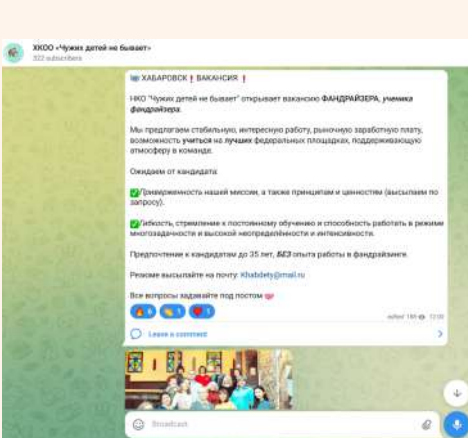 ХКОО «Чужих детей не бывает»
322 subscribers
ХАБАРОВСК ❗ ВАКАНСИЯ ❗
НКО "Чужих детей не бывает" открывает вакансию ФАНДРАЙЗЕРА, ученика
фандрайзера.
Мы предлагаем стабильную, интересную работу, рыночную заработную плату,
возможность учиться на лучших федеральных площадках, поддерживающую
атмосферу в команде.
Ожидаем от кандидата:
✅Приверженность нашей миссии, а также принципам и ценностям (высылаем по
запросу).
✅Гибкость, стремление к постоянному обучению и способность работать в режиме
многозадачности и высокой неопределённости и интенсивности.
Предпочтение к кандидатам до 35 лет, БЕЗ опыта работы в фандрайзинге.
Резюме высылайте на почту: Khabdety@mail.ru
Все вопросы задавайте под постом
edited 12:00
Leave a comment
Broadcast